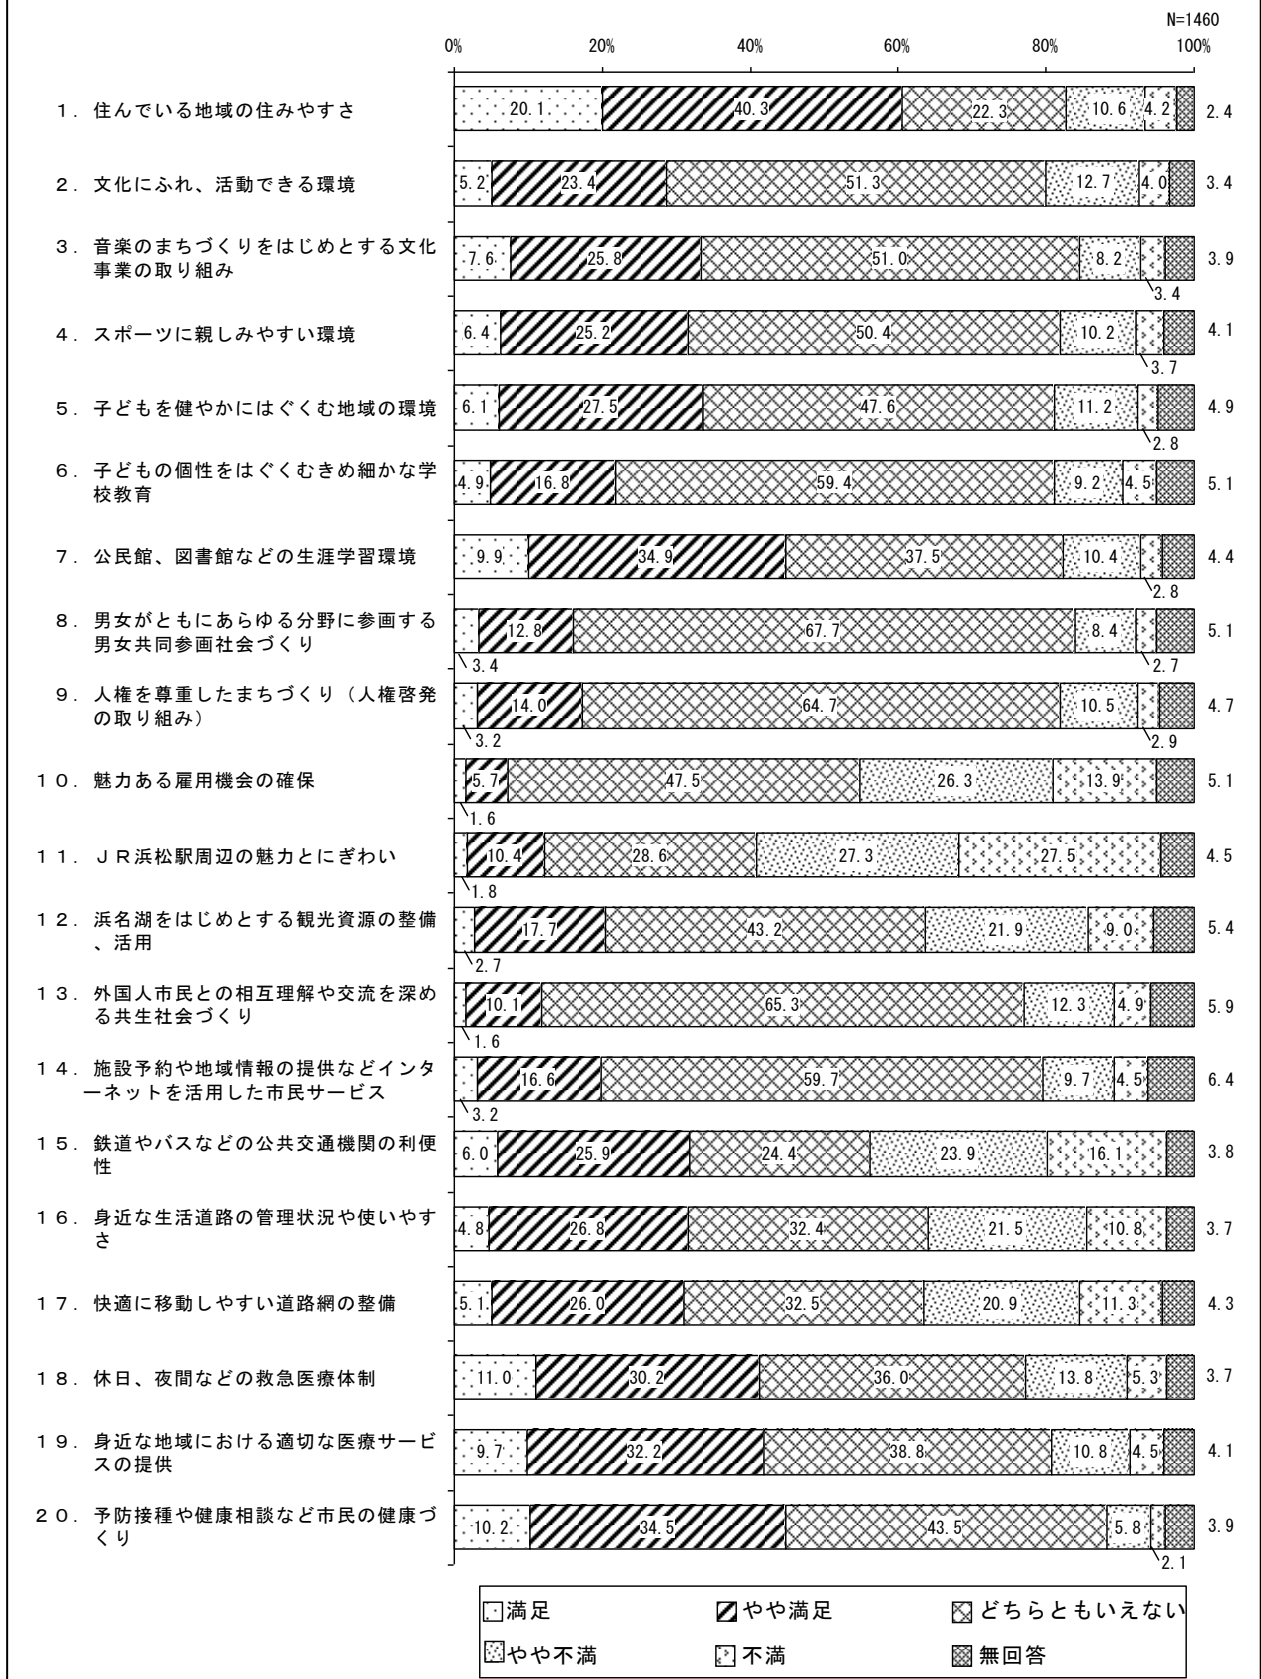 N=1460
0% 20% 40% 60% 80% 100%
１．住んでいる地域の住みやすさ 20.1 40.3 22.3 10.6 4.2 2.4
２．文化にふれ、活動できる環境 5.2 23.4 51.3 12.7 4.0 3.4
３．音楽のまちづくりをはじめとする文化
事業の取り組み 7.6 25.8 51.0 8.2 3.9
3.4
４．スポーツに親しみやすい環境 6.4 25.2 50.4 10.2 4.1
3.7
５．子どもを健やかにはぐくむ地域の環境 6.1 27.5 47.6 11.2 4.9
2.8
６．子どもの個性をはぐくむきめ細かな学
校教育 4.9 16.8 59.4 9.2 4.5 5.1
７．公民館、図書館などの生涯学習環境 9.9 34.9 37.5 10.4 4.4
2.8
８．男女がともにあらゆる分野に参画する
男女共同参画社会づくり 12.8 67.7 8.4 5.1
3.4 2.7
９．人権を尊重したまちづくり（人権啓発
の取り組み） 14.0 64.7 10.5 4.7
3.2 2.9
１０．魅力ある雇用機会の確保 5.7 47.5 26.3 13.9 5.1
1.6
１１．ＪＲ浜松駅周辺の魅力とにぎわい 10.4 28.6 27.3 27.5 4.5
1.8
１２．浜名湖をはじめとする観光資源の整備
、活用 17.7 43.2 21.9 9.0 5.4
2.7
１３．外国人市民との相互理解や交流を深め
る共生社会づくり 10.1 65.3 12.3 4.9 5.9
1.6
１４．施設予約や地域情報の提供などインタ
ーネットを活用した市民サービス 16.6 59.7 9.7 4.5 6.4
3.2
１５．鉄道やバスなどの公共交通機関の利便
性 6.0 25.9 24.4 23.9 16.1 3.8
１６．身近な生活道路の管理状況や使いやす
さ 4.8 26.8 32.4 21.5 10.8 3.7
１７．快適に移動しやすい道路網の整備 5.1 26.0 32.5 20.9 11.3 4.3
１８．休日、夜間などの救急医療体制 11.0 30.2 36.0 13.8 5.3 3.7
１９．身近な地域における適切な医療サービ
スの提供 9.7 32.2 38.8 10.8 4.5 4.1
２０．予防接種や健康相談など市民の健康づ
くり 10.2 34.5 43.5 5.8 3.9
2.1
満足 やや満足 どちらともいえない
やや不満 不満 無回答